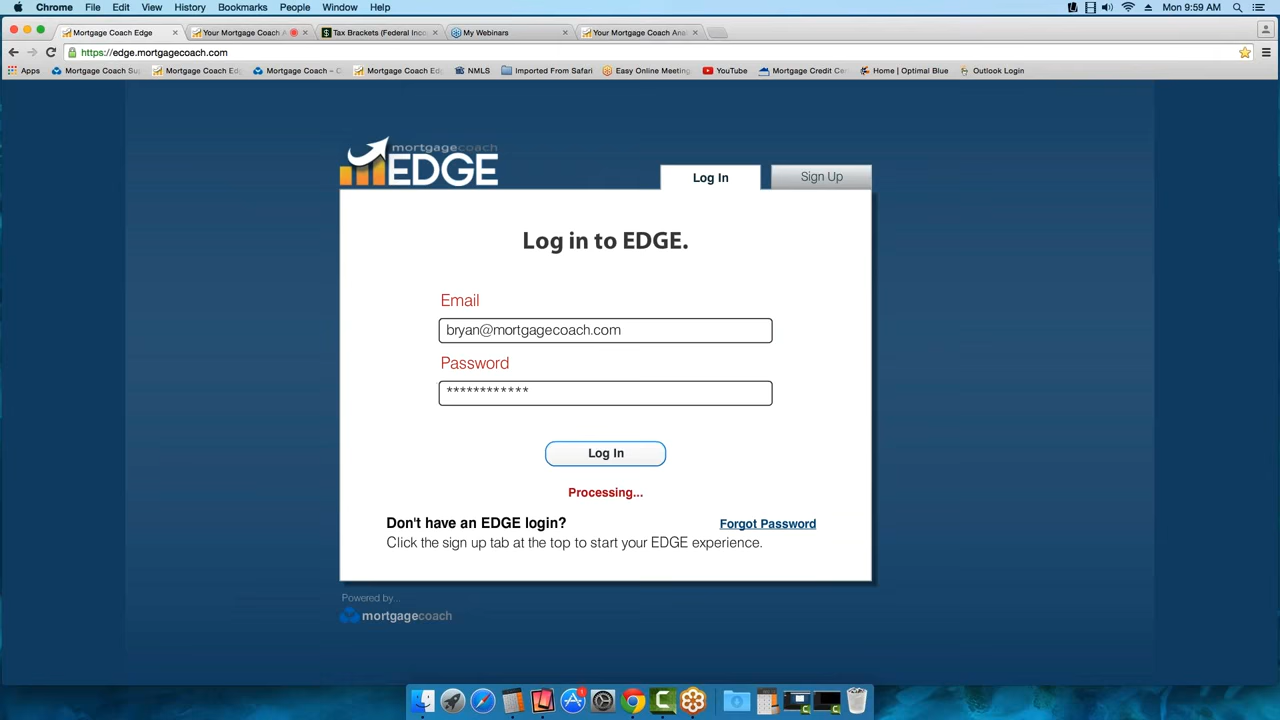 Chrome File Edit View History Bookmarks People Window Help Mon 9:59 AM
Mortgage Coach Edge Your Mortgage Coach A Tax Brackets (Federal Inco My Webinars Your Mortgage Coach Ana
https://edge.mortgagecoach.com
Apps Mortgage Coach Su Mortgage Coach Ed Mortgage Coach – Mortgage Coach Ed NMLS Imported From Safari Easy Online Meeting YouTube Mortgage Credit Ce Home | Optimal Blue Outlook Login
mortgagecoach
EDGE
Log In Sign Up
Log in to EDGE.
Email
bryan@mortgagecoach.com
Password
************
Log In
Processing...
Don't have an EDGE login? Forgot Password
Click the sign up tab at the top to start your EDGE experience.
Powered by...
mortgagecoach